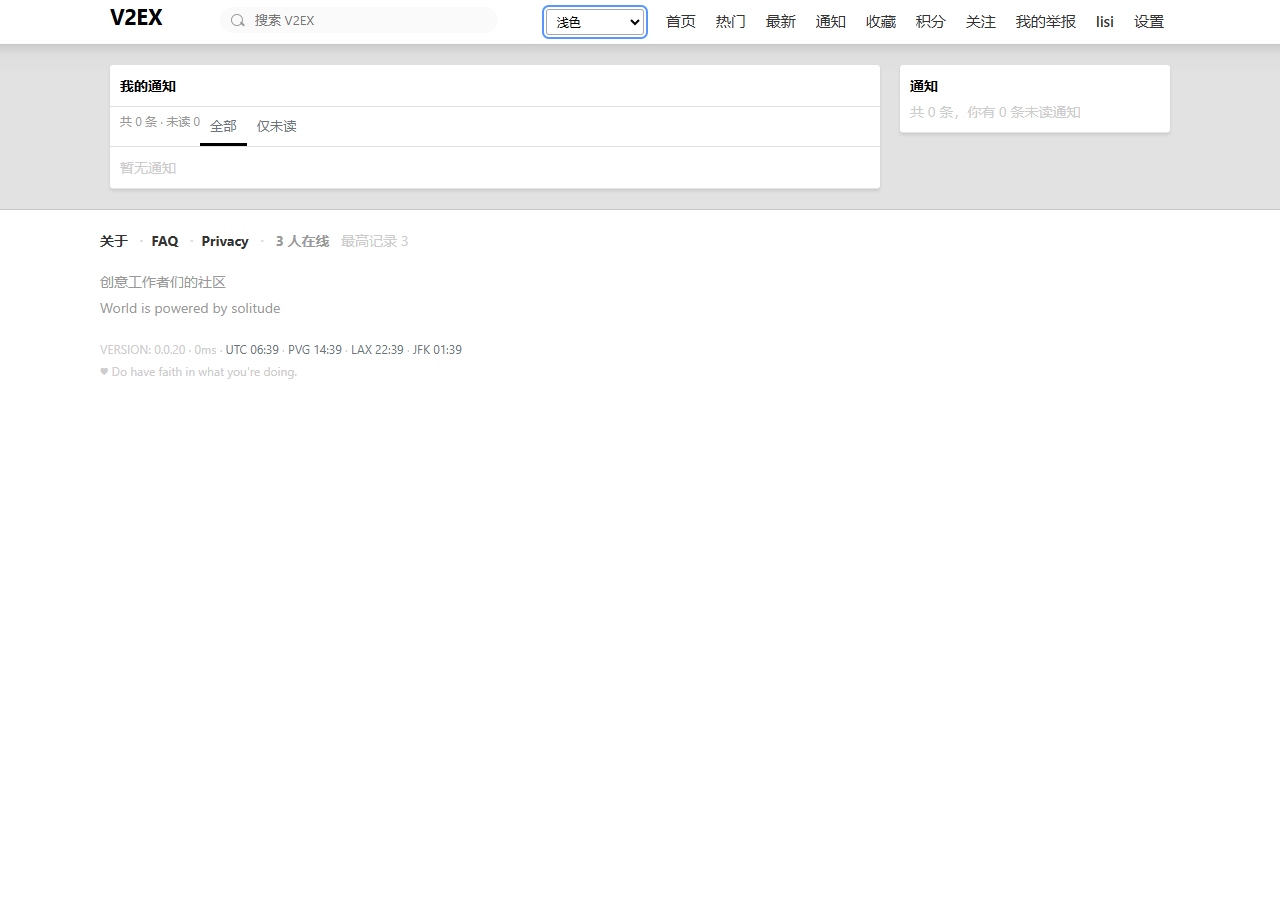 V2EX
搜索 V2EX
浅色
首页 热门 最新 通知 收藏 积分 关注 我的举报 lisi 设置
我的通知
共 0 条 · 未读 0 全部 仅未读
暂无通知
通知
共 0 条，你有 0 条未读通知
关于 · FAQ · Privacy · 3 人在线 最高记录 3
创意工作者们的社区
World is powered by solitude
VERSION: 0.0.20 · 0ms · UTC 06:39 · PVG 14:39 · LAX 22:39 · JFK 01:39
♥ Do have faith in what you're doing.